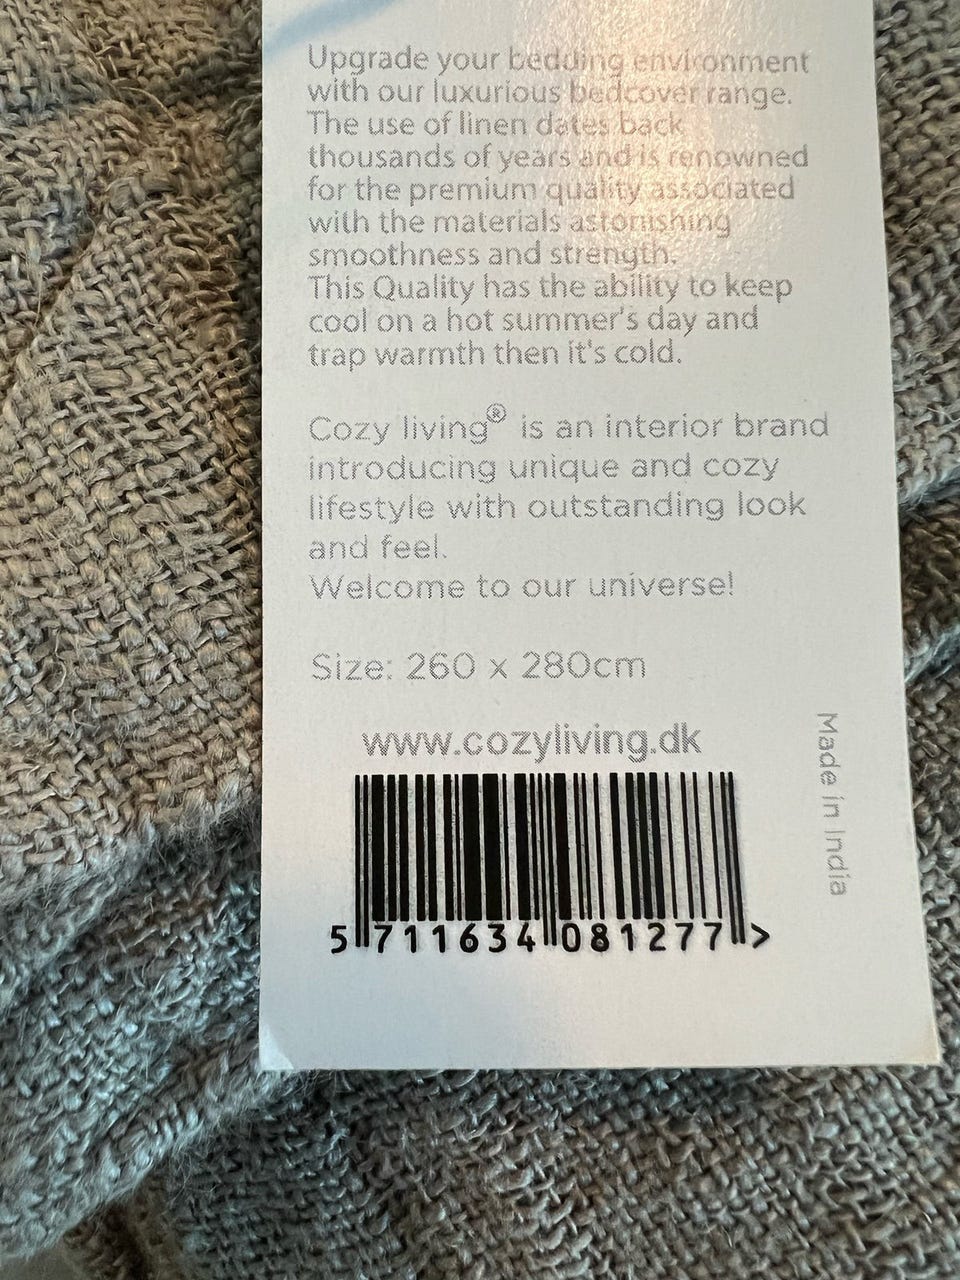 Upgrade your bedding environment
with our luxurious bedcover range.
The use of linen dates back
thousands of years and is renowned
for the premium quality associated
with the materials astonishing
smoothness and strength.
This Quality has the ability to keep
cool on a hot summer's day and
trap warmth then it's cold.
Cozy living® is an interior brand
introducing unique and cozy
lifestyle with outstanding look
and feel.
Welcome to our universe!
Size: 260 x 280cm
www.cozyliving.dk
Made in India
5 711634 081277 >